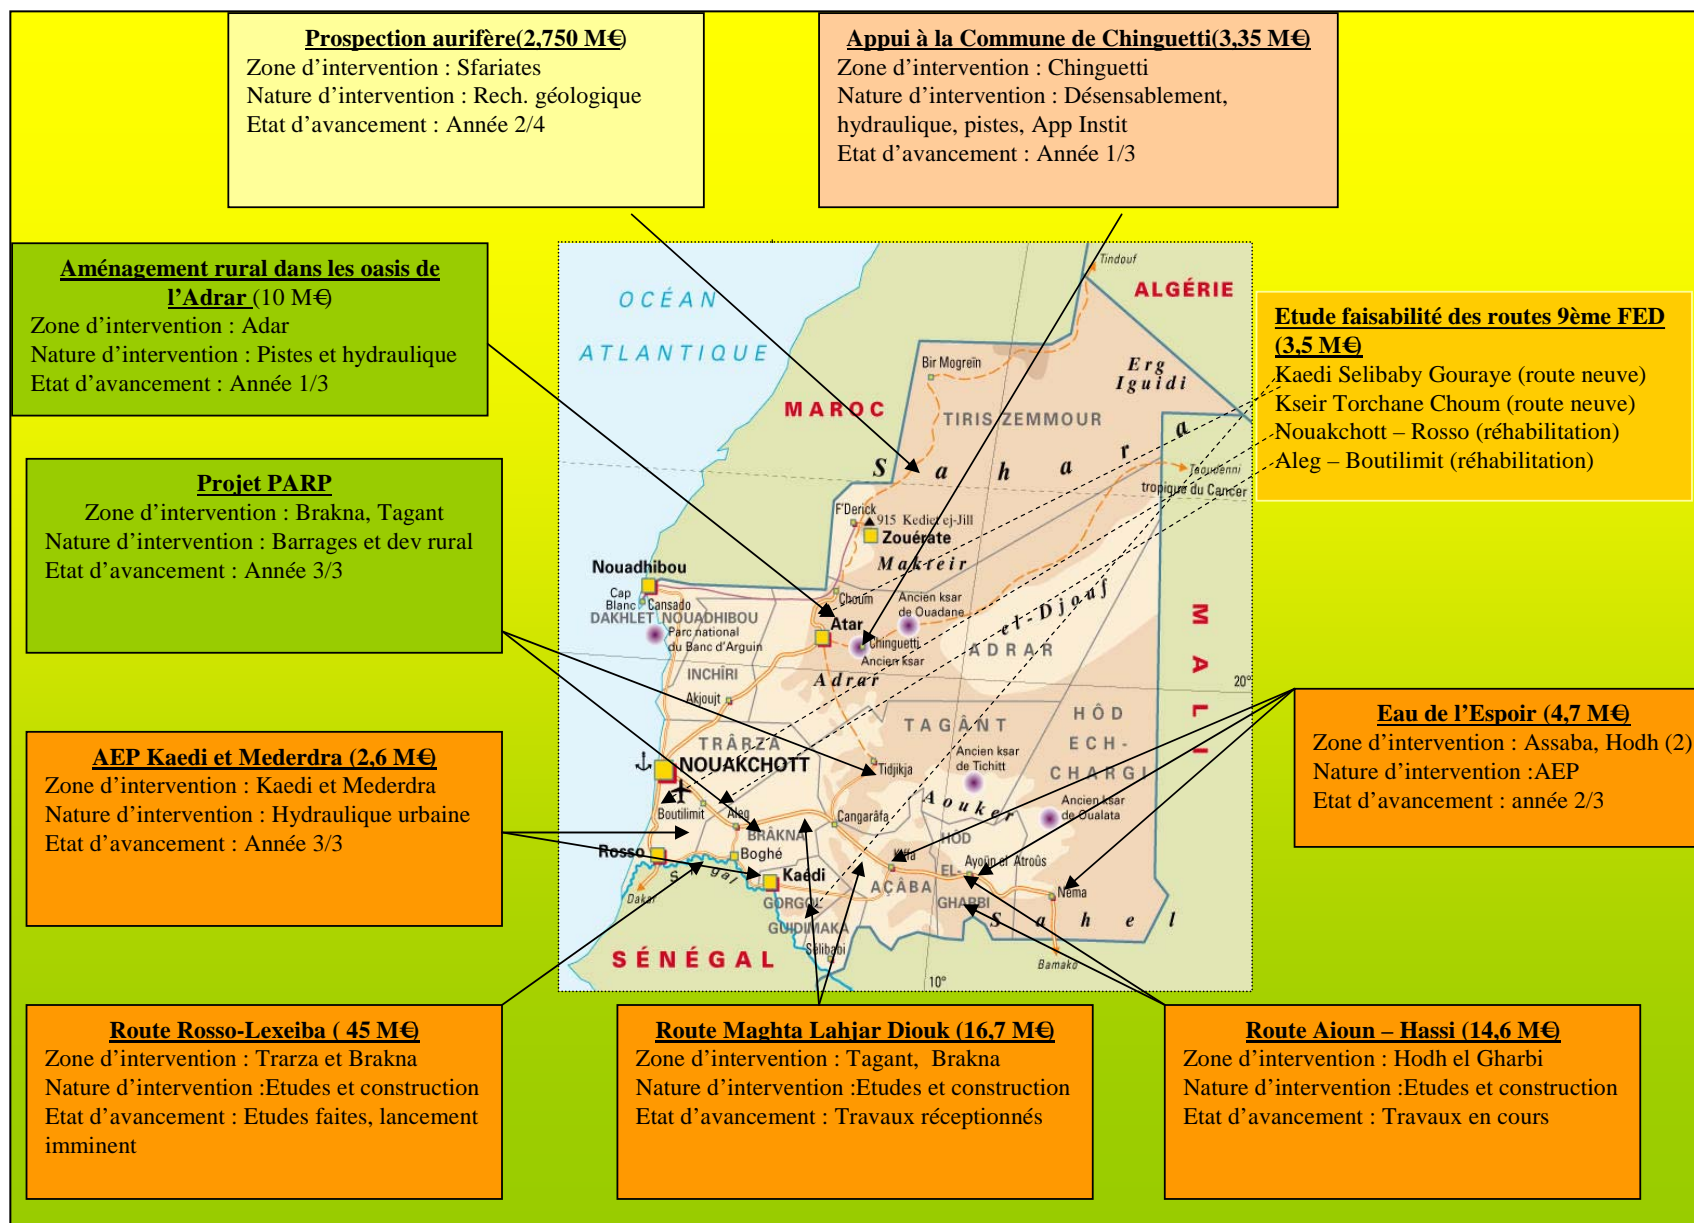 Prospection aurifère(2,750 M€)
Zone d’intervention : Sfariates
Nature d’intervention : Rech. géologique
Etat d’avancement : Année 2/4
Appui à la Commune de Chinguetti(3,35 M€)
Zone d’intervention : Chinguetti
Nature d’intervention : Désensablement,
hydraulique, pistes, App Instit
Etat d’avancement : Année 1/3
Aménagement rural dans les oasis de
l’Adrar (10 M€)
Zone d’intervention : Adar
Nature d’intervention : Pistes et hydraulique
Etat d’avancement : Année 1/3
Etude faisabilité des routes 9ème FED
(3,5 M€)
Kaedi Selibaby Gouraye (route neuve)
Kseir Torchane Choum (route neuve)
Nouakchott – Rosso (réhabilitation)
Aleg – Boutilimit (réhabilitation)
Projet PARP
Zone d’intervention : Brakna, Tagant
Nature d’intervention : Barrages et dev rural
Etat d’avancement : Année 3/3
AEP Kaedi et Mederdra (2,6 M€)
Zone d’intervention : Kaedi et Mederdra
Nature d’intervention : Hydraulique urbaine
Etat d’avancement : Année 3/3
Eau de l’Espoir (4,7 M€)
Zone d’intervention : Assaba, Hodh (2)
Nature d’intervention :AEP
Etat d’avancement : année 2/3
Tindouf
ALGÉRIE
OCÉAN
ATLANTIQUE
Bir Mogreïn
Erg
Iguidi
MAROC
TIRIS ZEMMOUR
Sahara
Taoudenni
tropique du Cancer
F'Derick
915 Kediet ej-Jill
Zouérate
Makteir
Nouadhibou
Cap
Blanc
Cansado
DAKHLET NOUADHIBOU
Parc national
du Banc d'Arguin
Choum
Ancien ksar
de Ouadane
Atar
Chinguetti
Ancien ksar
el-Djouf
ADRAR
Adrar
MALI
INCHÎRI
Akjoujt
20°
TAGÂNT
HÔD
ECH-
CHARGI
TRÂRZA
NOUAKCHOTT
Ancien ksar
de Tichitt
Tidjikja
Aouker
Ancien ksar
de Oualata
Boutilimit
Aleg
BRÂKNA
Cangarâfa
Rosso
Boghé
Kiffa
HÔD
EL-
GHARBI
Ayoûn el Atroûs
Néma
Kaédi
AÇÂBA
GORGOL
GUIDIMAKA
Dakar
Sélibabi
Sahel
SÉNÉGAL
Bamako
10°
Route Rosso-Lexeiba ( 45 M€)
Zone d’intervention : Trarza et Brakna
Nature d’intervention :Etudes et construction
Etat d’avancement : Etudes faites, lancement
imminent
Route Maghta Lahjar Diouk (16,7 M€)
Zone d’intervention : Tagant, Brakna
Nature d’intervention :Etudes et construction
Etat d’avancement : Travaux réceptionnés
Route Aioun – Hassi (14,6 M€)
Zone d’intervention : Hodh el Gharbi
Nature d’intervention :Etudes et construction
Etat d’avancement : Travaux en cours